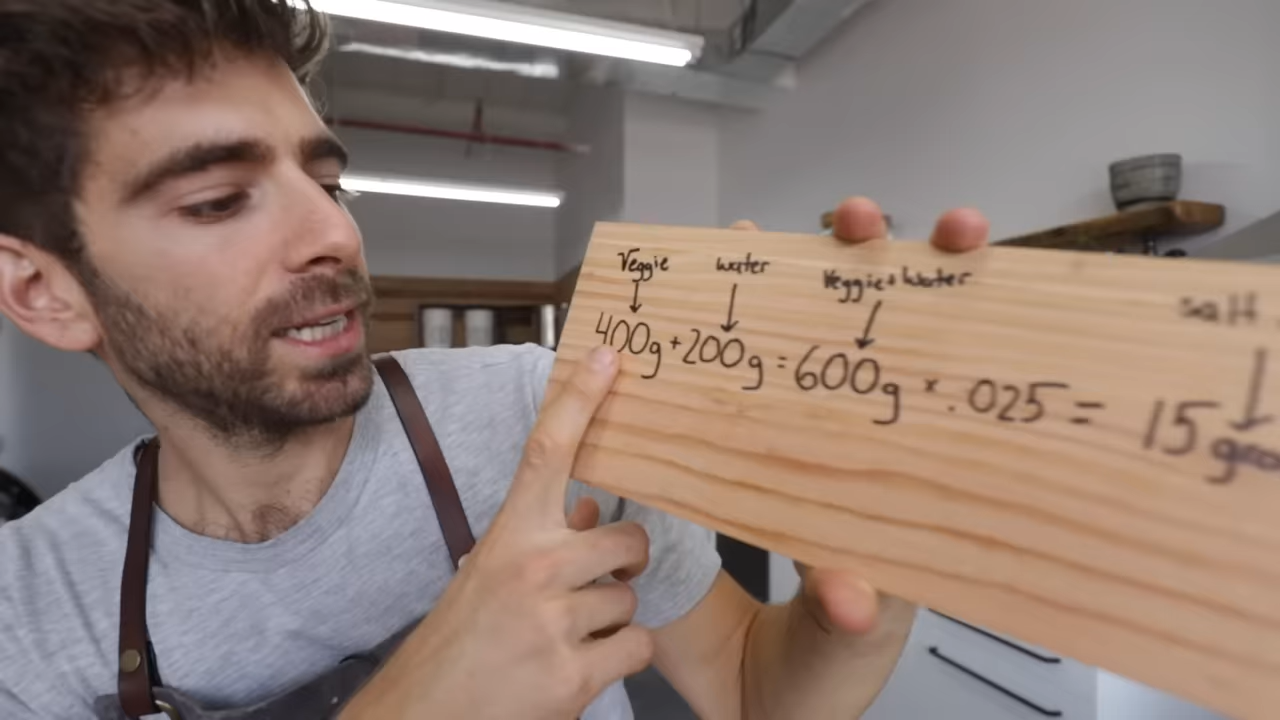 Veggie water Veggie+Water salt
400g + 200g = 600g × .025 = 15